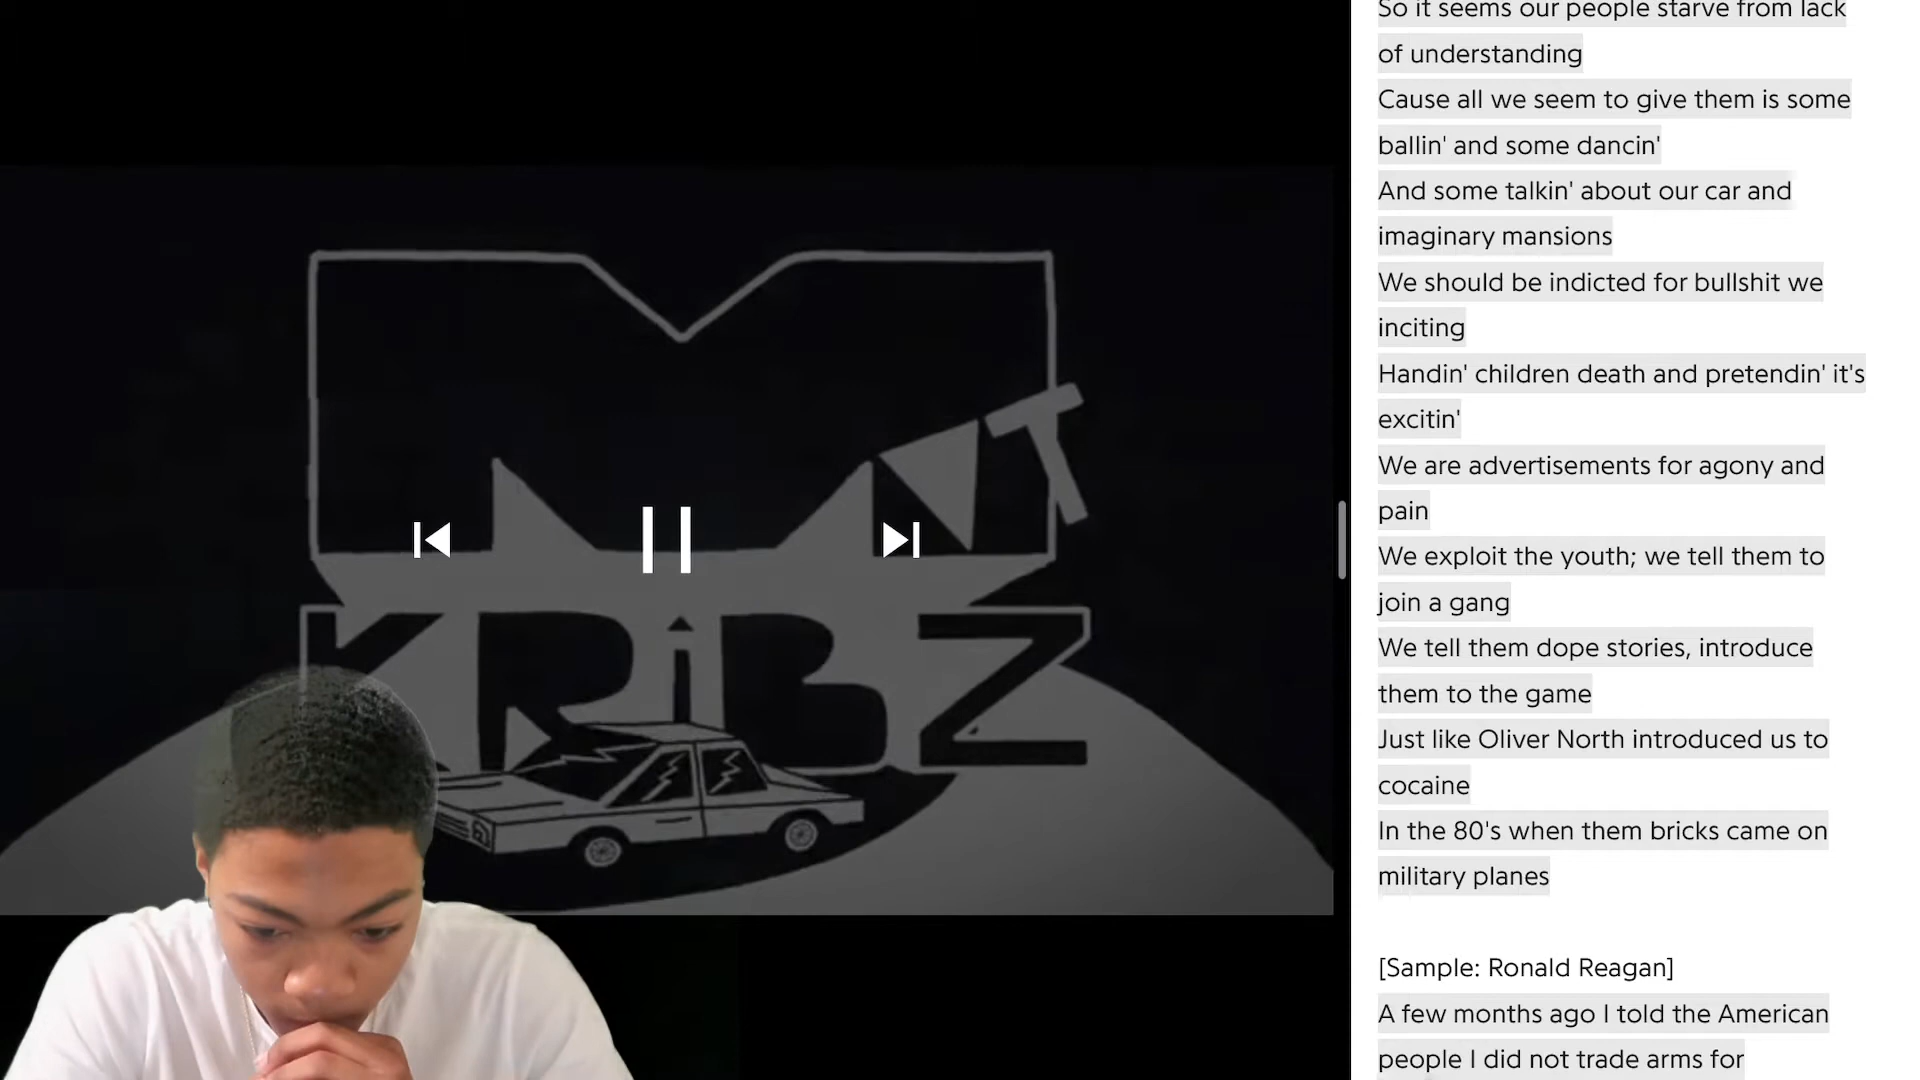 M
T
KRiBZ
So it seems our people starve from lack
of understanding
Cause all we seem to give them is some
ballin' and some dancin'
And some talkin' about our car and
imaginary mansions
We should be indicted for bullshit we
inciting
Handin' children death and pretendin' it's
excitin'
We are advertisements for agony and
pain
We exploit the youth; we tell them to
join a gang
We tell them dope stories, introduce
them to the game
Just like Oliver North introduced us to
cocaine
In the 80's when them bricks came on
military planes
[Sample: Ronald Reagan]
A few months ago I told the American
people I did not trade arms for